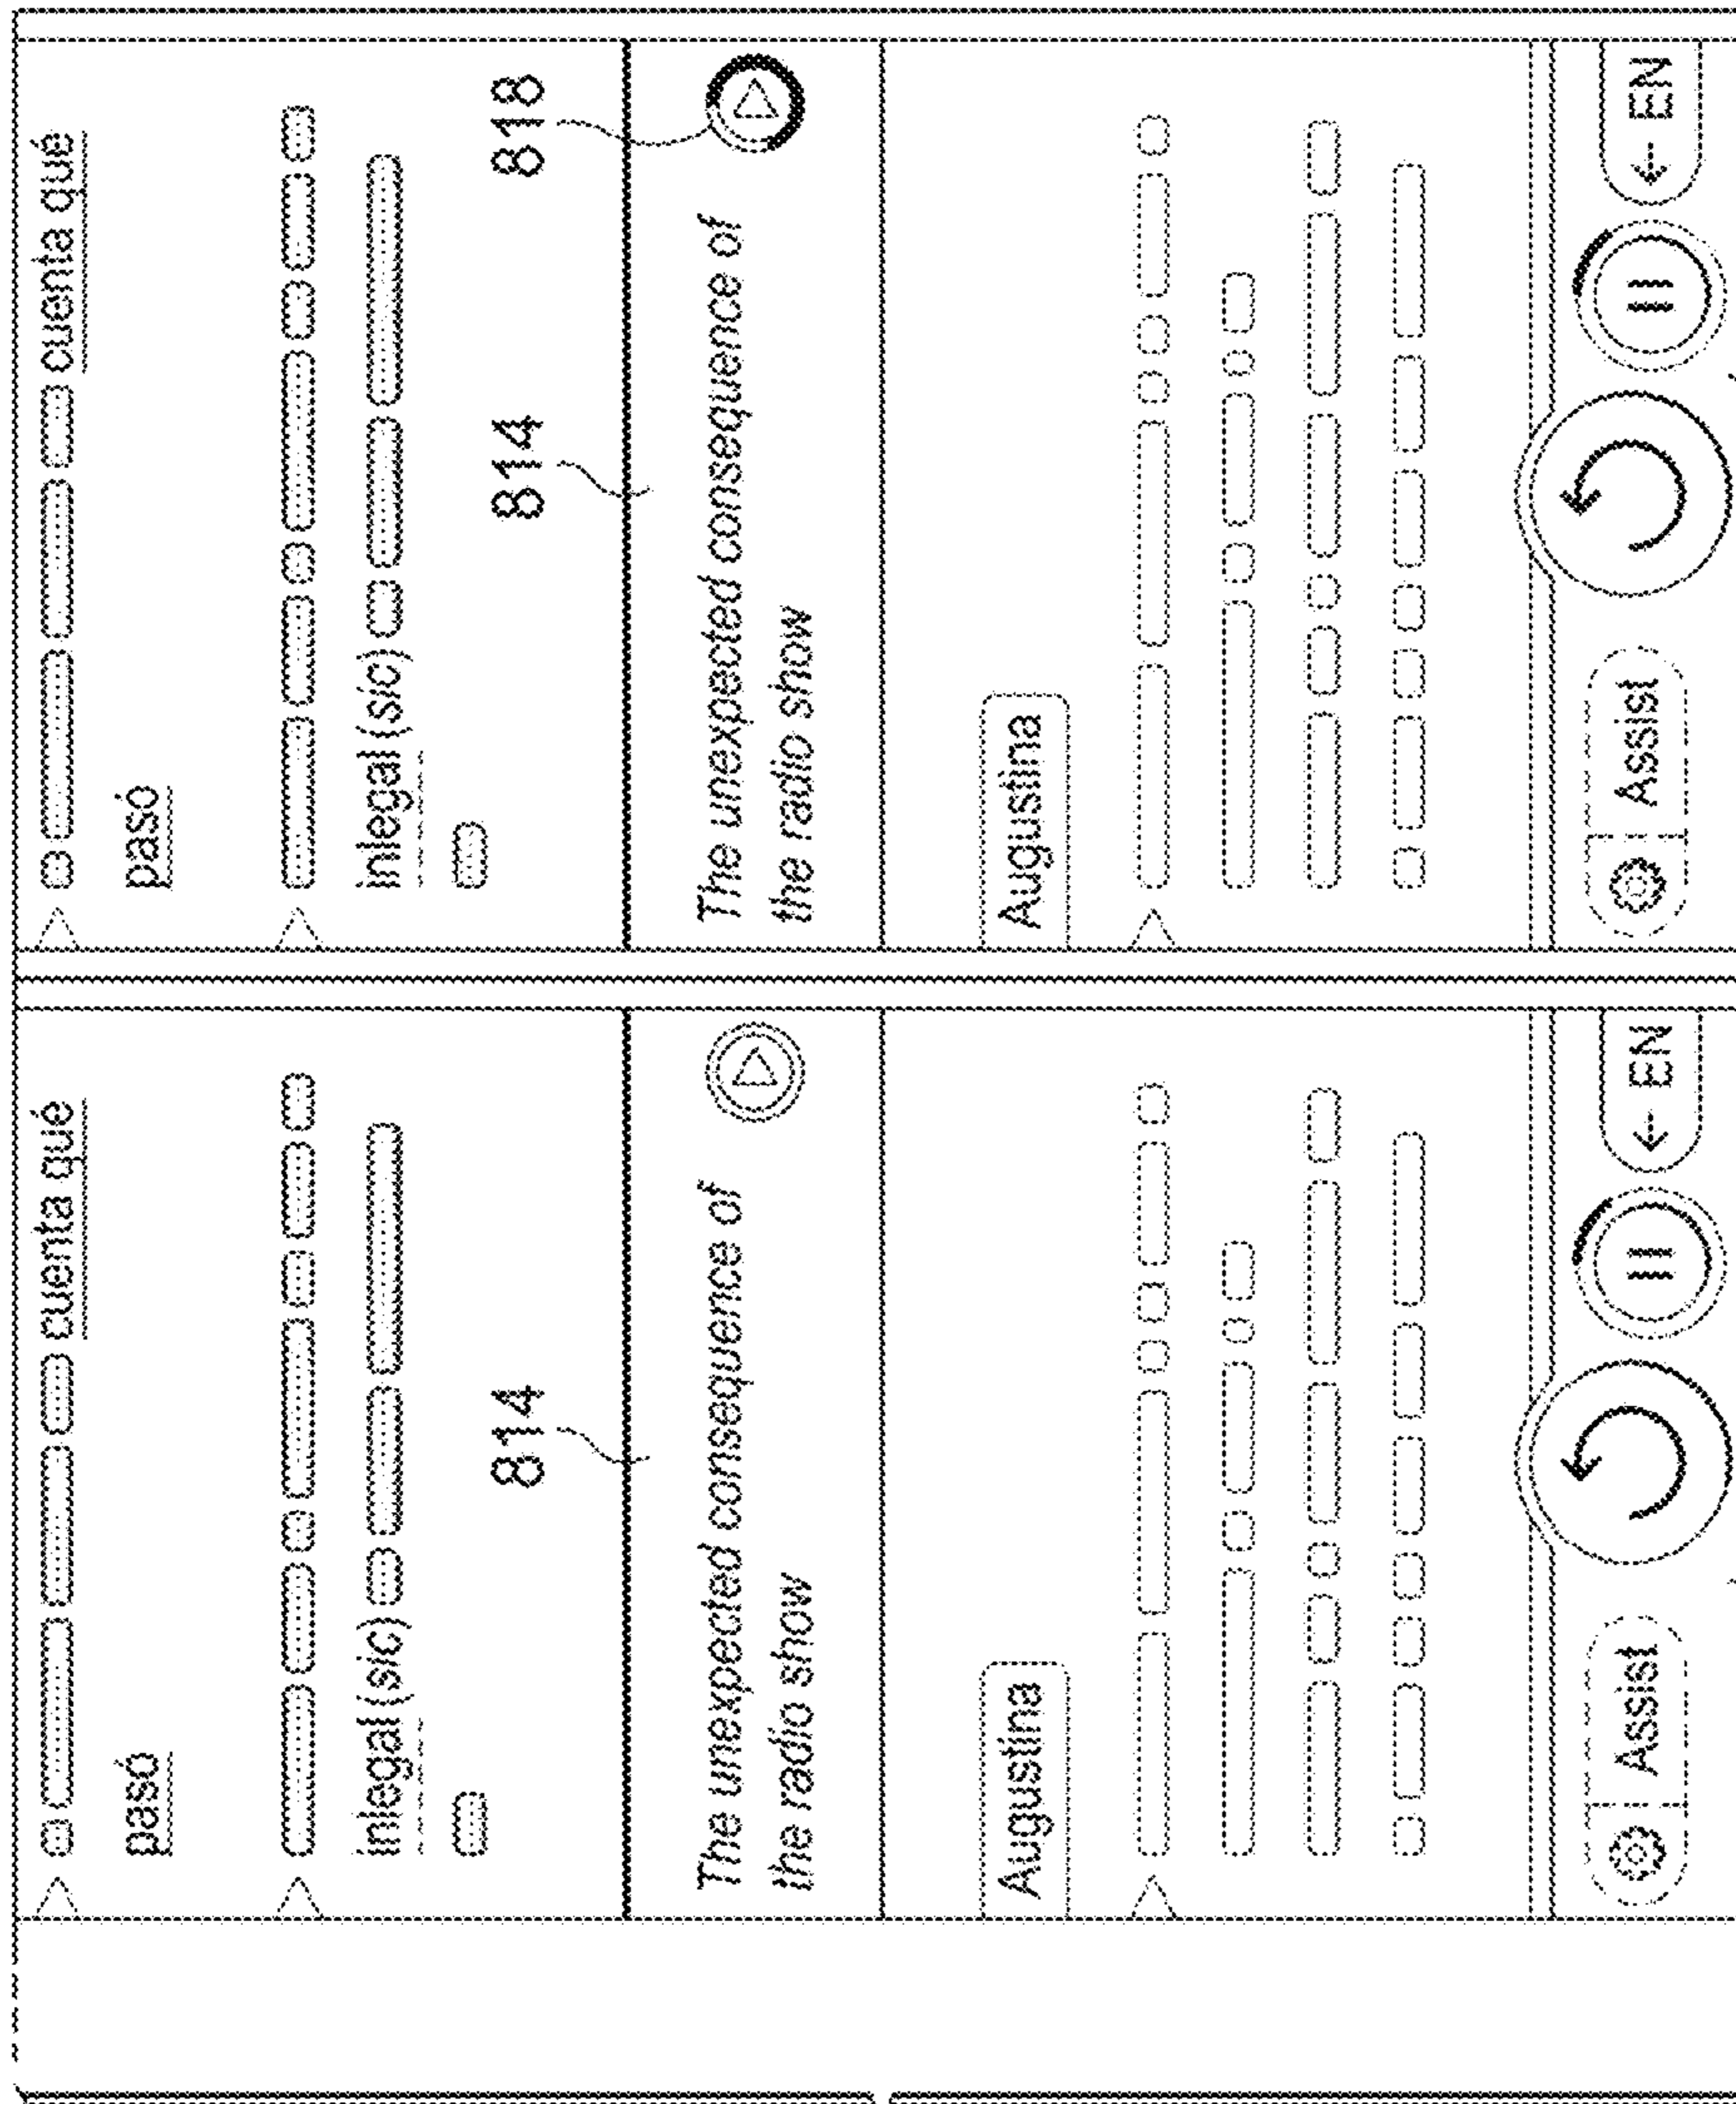 cuenta qué
pasó
inlegal (sic)
814
The unexpected consequence of
the radio show
Augustina
Assist ← EN
cuenta qué
pasó
inlegal (sic)
814 818
The unexpected consequence of
the radio show
Augustina
Assist ← EN